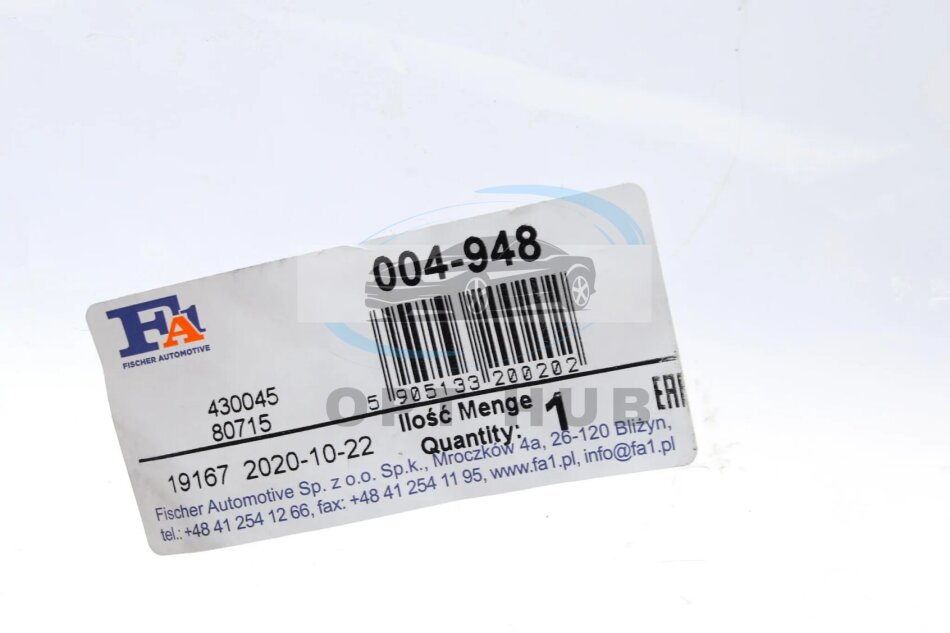 004-948
FA1
FISCHER AUTOMOTIVE
5 905133 200202
430045
80715
Ilość Menge
Quantity: 1
EAC
19167 2020-10-22
Fischer Automotive Sp. z o.o. Sp.k., Mroczków 4a, 26-120 Bliżyn,
tel.: +48 41 254 12 66, fax: +48 41 254 11 95, www.fa1.pl, info@fa1.pl
HUB